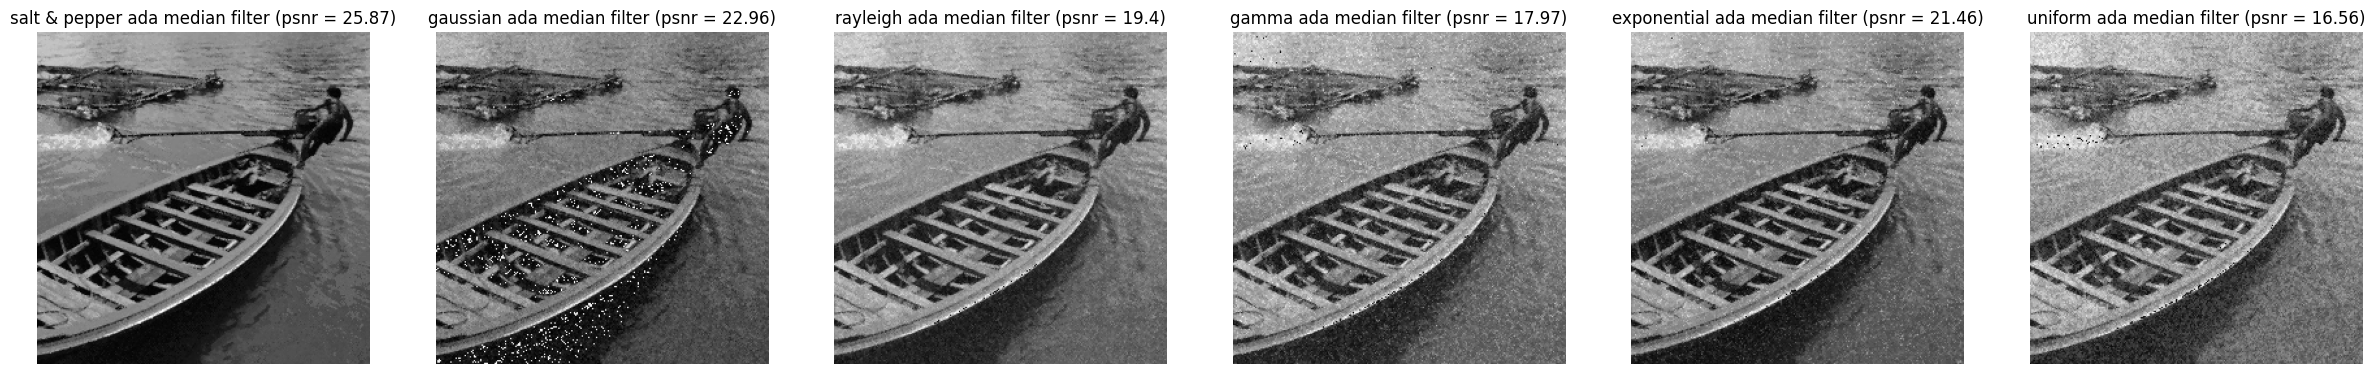 salt & pepper ada median filter (psnr = 25.87)
gaussian ada median filter (psnr = 22.96)
rayleigh ada median filter (psnr = 19.4)
gamma ada median filter (psnr = 17.97)
exponential ada median filter (psnr = 21.46)
uniform ada median filter (psnr = 16.56)